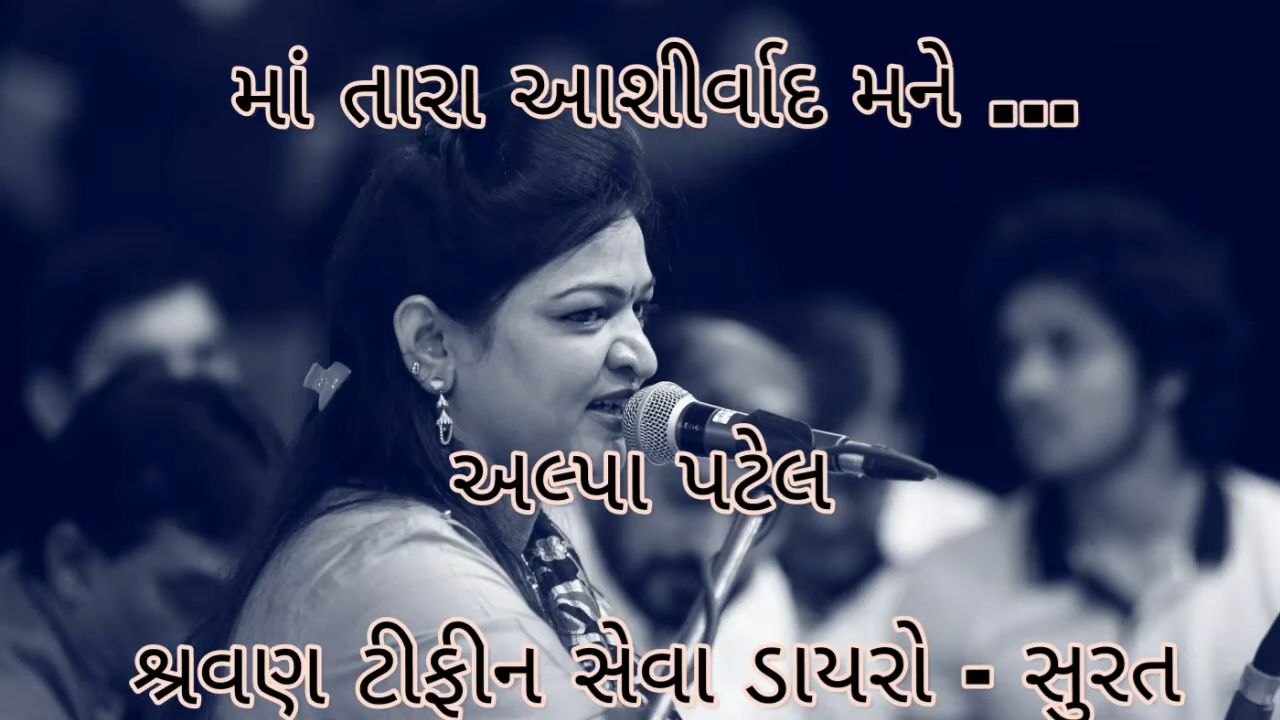 માં તારા આશીર્વાદ મને ...
અલ્પા પટેલ
શ્રવણ ટીફીન સેવા ડાયરો - સુરત